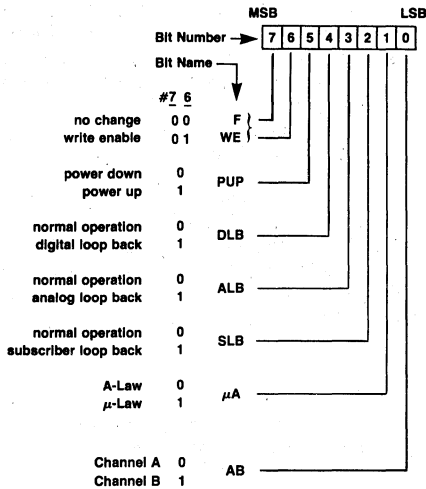 MSB LSB
Bit Number 7 6 5 4 3 2 1 0
Bit Name
#7 6
no change 0 0 F
write enable 0 1 WE
power down 0
power up 1
PUP
normal operation 0
digital loop back 1
DLB
normal operation 0
analog loop back 1
ALB
normal operation 0
subscriber loop back 1
SLB
A-Law 0
μ-Law 1
μA
Channel A 0
Channel B 1
AB